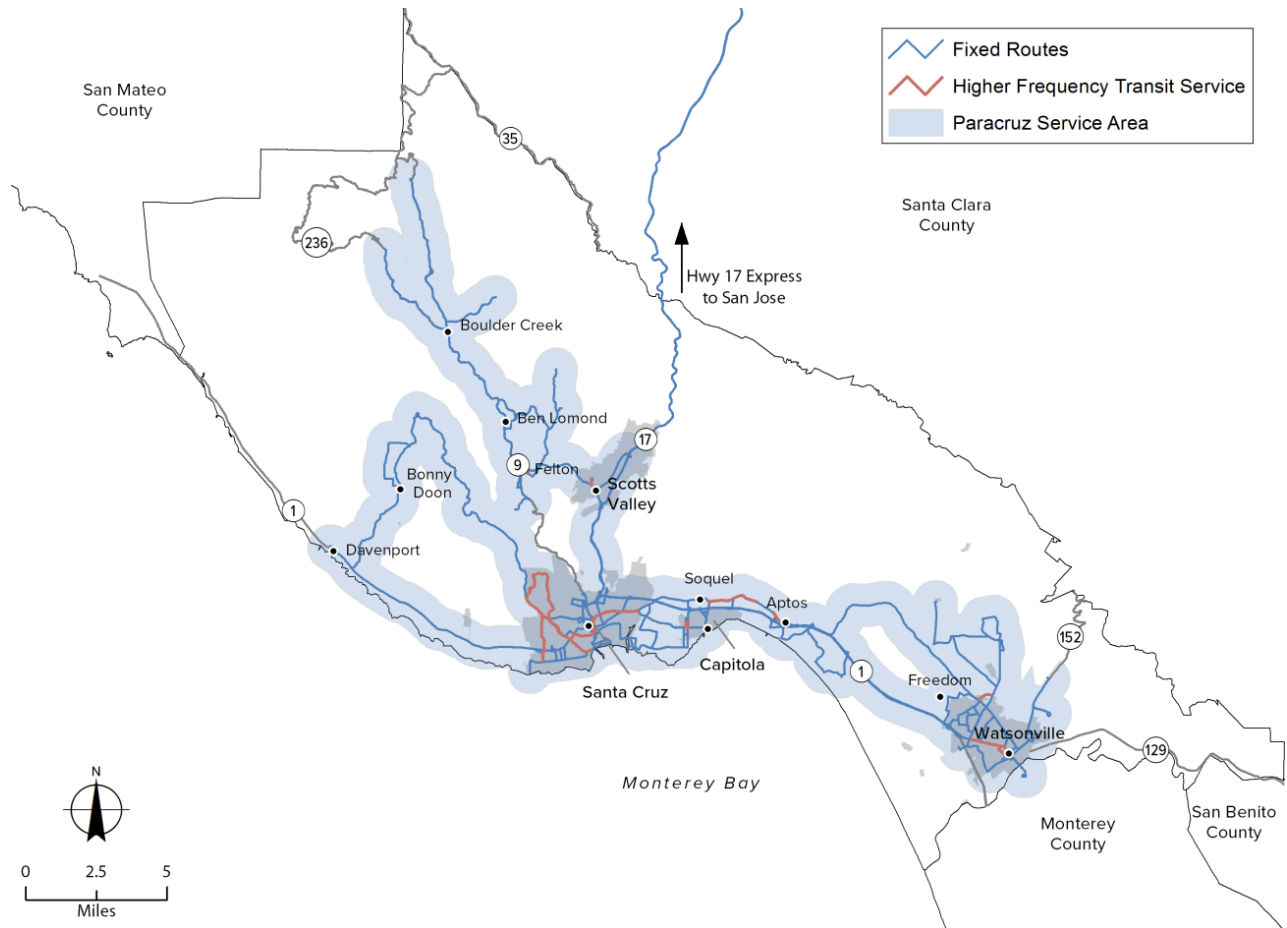 Fixed Routes
Higher Frequency Transit Service
Paracruz Service Area
San Mateo
County
35
Santa Clara
County
236
Hwy 17 Express
to San Jose
Boulder Creek
Ben Lomond
17
9
Felton
Bonny
Doon
Scotts
Valley
1
Davenport
Soquel
Aptos
152
Capitola
1
Freedom
Santa Cruz
Watsonville
129
Monterey Bay
N
San Benito
County
Monterey
County
0 2.5 5
Miles